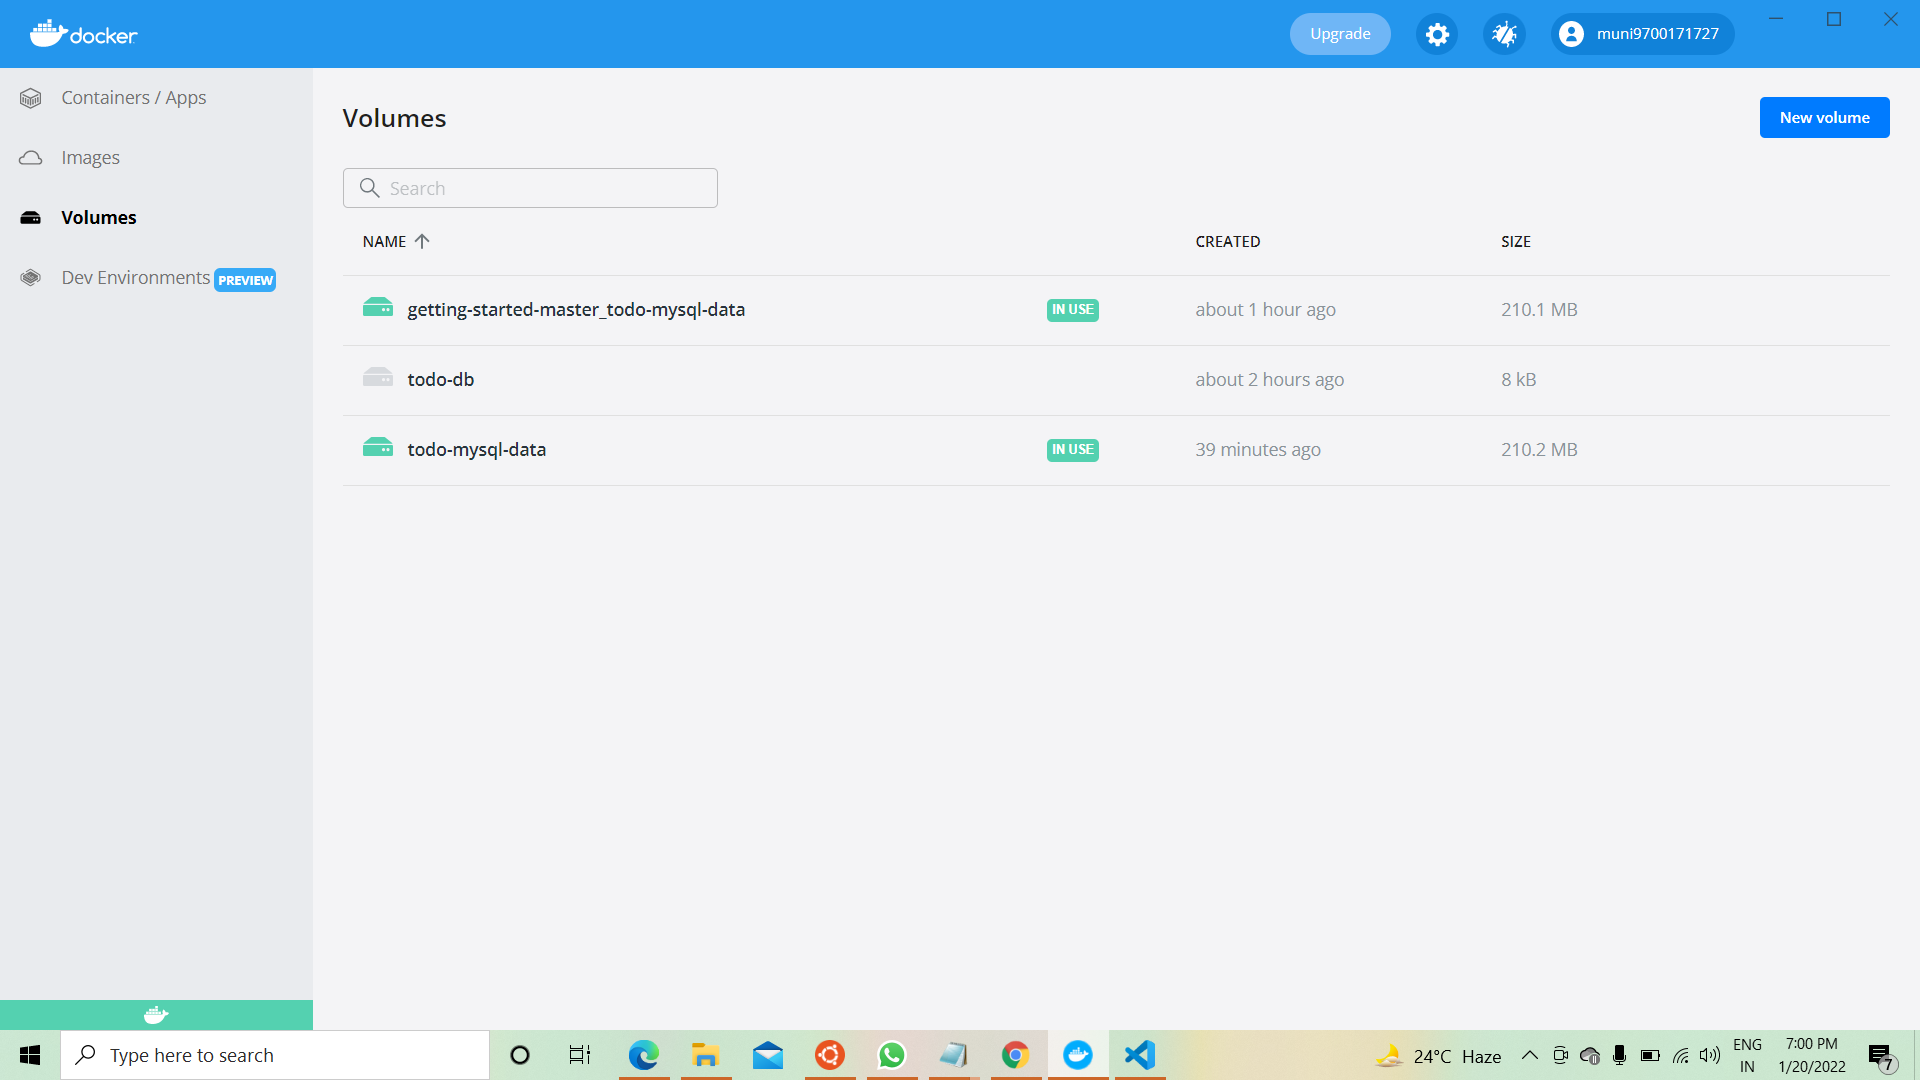 docker
Upgrade
muni9700171727
Containers / Apps
Images
Volumes
Dev Environments PREVIEW
Volumes
New volume
Search
NAME CREATED SIZE
getting-started-master_todo-mysql-data IN USE about 1 hour ago 210.1 MB
todo-db about 2 hours ago 8 kB
todo-mysql-data IN USE 39 minutes ago 210.2 MB
Type here to search
24°C Haze
ENG
IN
7:00 PM
1/20/2022
7